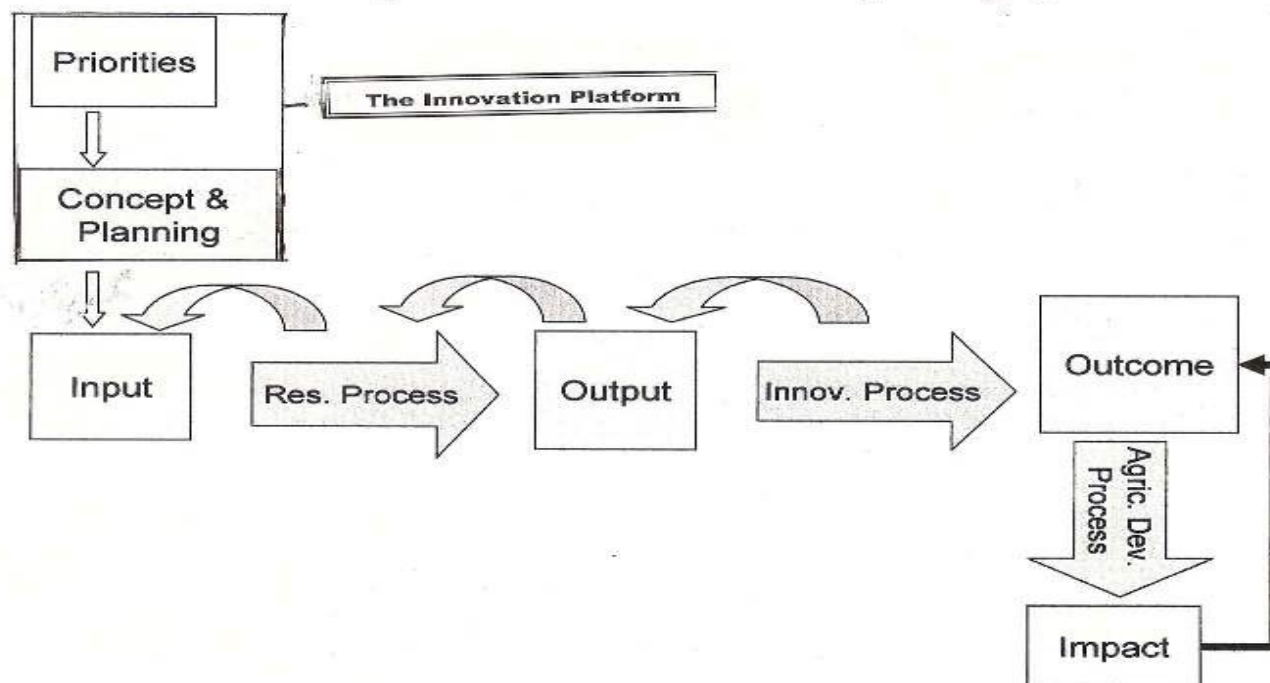 Priorities
The Innovation Platform
Concept &
Planning
Input
Res. Process
Output
Innov. Process
Outcome
Agric. Dev.
Process
Impact